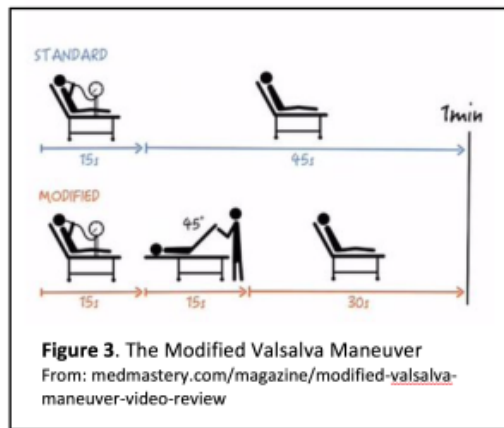 STANDARD
1min
15s
45s
MODIFIED
45°
15s
15s
30s
Figure 3. The Modified Valsalva Maneuver
From: medmastery.com/magazine/modified-valsalva-
maneuver-video-review